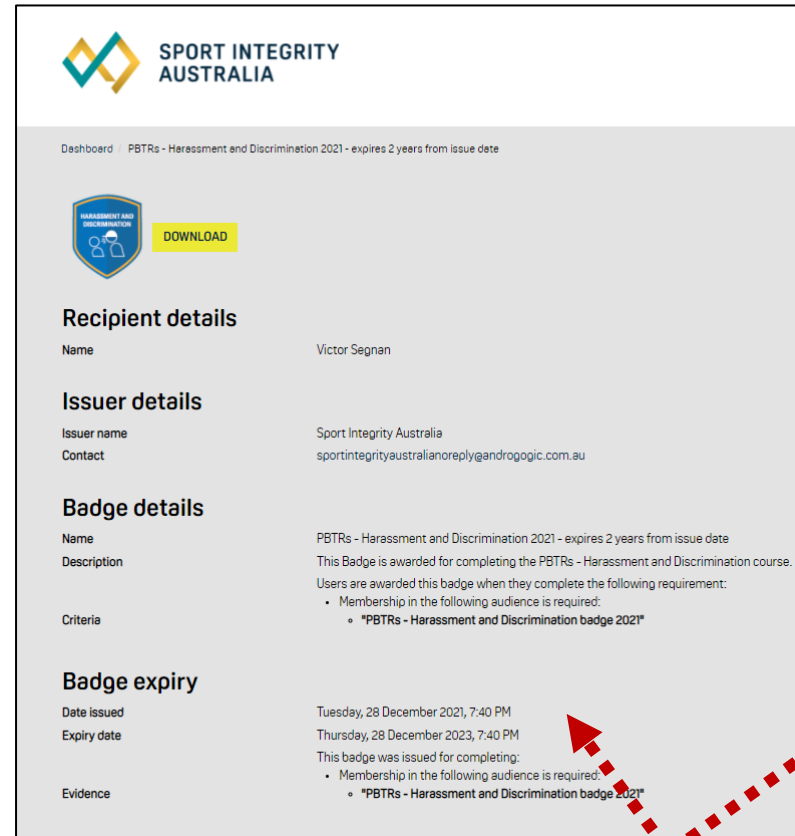 SPORT INTEGRITY
AUSTRALIA
Dashboard / PBTRs - Harassment and Discrimination 2021 - expires 2 years from issue date
HARASSMENT AND
DISCRIMINATION
DOWNLOAD
Recipient details
Name Victor Segnan
Issuer details
Issuer name Sport Integrity Australia
Contact sportintegrityaustralianoreply@androgogic.com.au
Badge details
Name PBTRs - Harassment and Discrimination 2021 - expires 2 years from issue date
Description This Badge is awarded for completing the PBTRs - Harassment and Discrimination course.
Users are awarded this badge when they complete the following requirement:
• Membership in the following audience is required:
Criteria ◦ "PBTRs - Harassment and Discrimination badge 2021"
Badge expiry
Date issued Tuesday, 28 December 2021, 7:40 PM
Expiry date Thursday, 28 December 2023, 7:40 PM
This badge was issued for completing:
• Membership in the following audience is required:
Evidence ◦ "PBTRs - Harassment and Discrimination badge 2021"